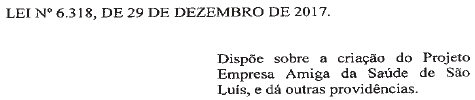 LEI Nº 6.318, DE 29 DE DEZEMBRO DE 2017.
Dispõe sobre a criação do Projeto
Empresa Amiga da Saúde de São
Luís, e dá outras providências.